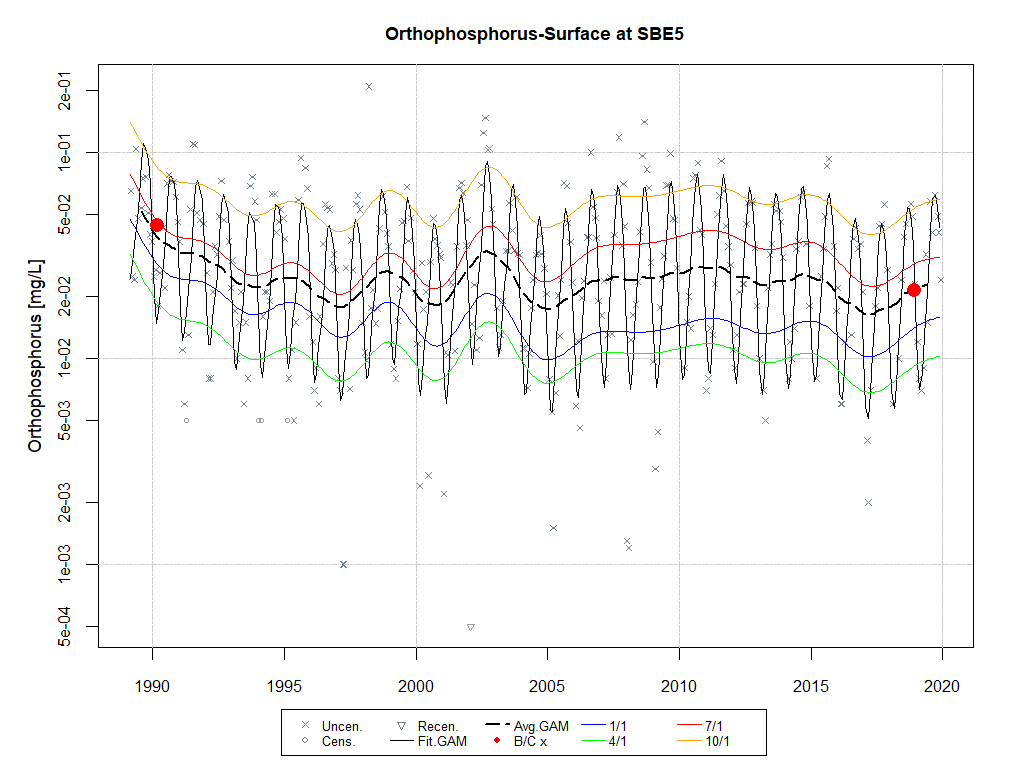 Orthophosphorus-Surface at SBE5
Orthophosphorus [mg/L]
2e-01
1e-01
5e-02
2e-02
1e-02
5e-03
2e-03
1e-03
5e-04
1990 1995 2000 2005 2010 2015 2020
Uncen. Recen. Avg.GAM 1/1 7/1
Cens. Fit.GAM B/C x 4/1 10/1